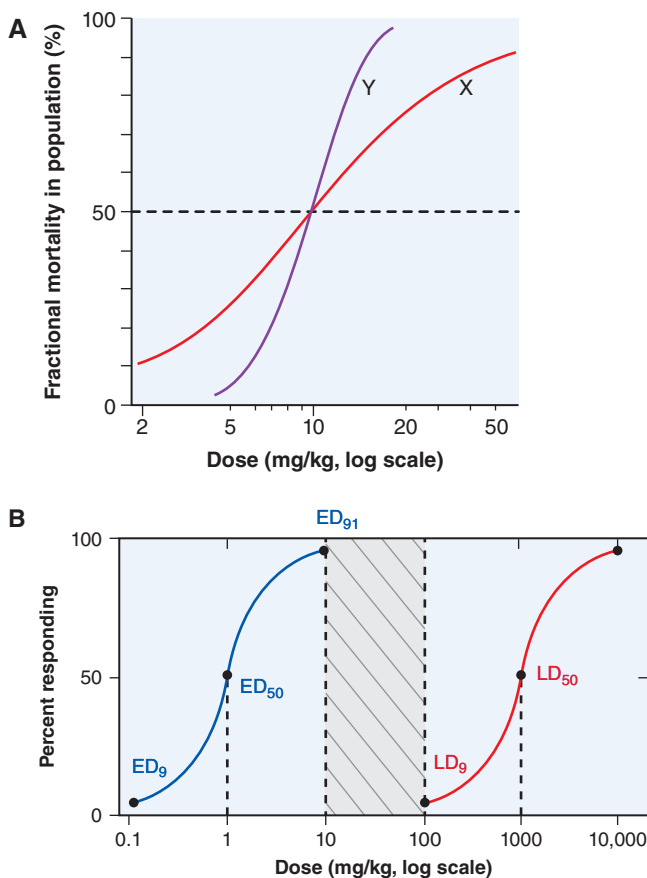 A
Fractional mortality in population (%)
100
50
0
Y
X
2 5 10 20 50
Dose (mg/kg, log scale)
B
Percent responding
100
50
0
ED91
ED50
ED9
LD50
LD9
0.1 1 10 100 1000 10,000
Dose (mg/kg, log scale)